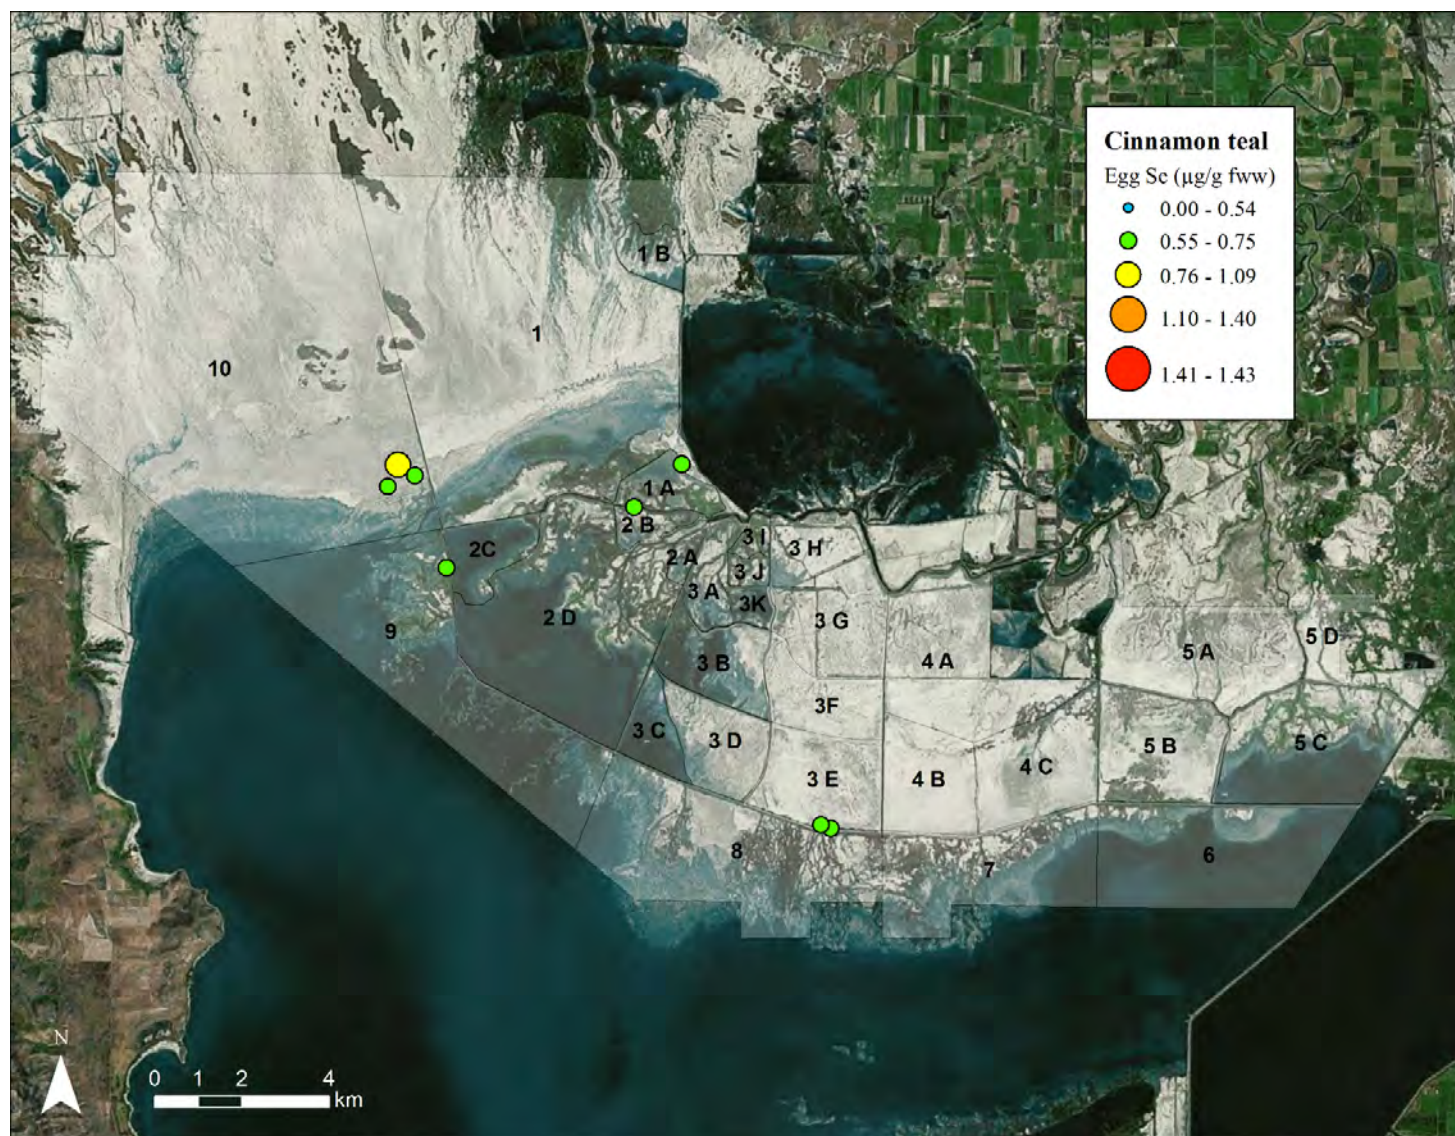 Cinnamon teal
Egg Se (µg/g fww)
0.00 - 0.54
0.55 - 0.75
0.76 - 1.09
1.10 - 1.40
1.41 - 1.43
1 B
1
10
1 A
2 B
2C
3 I
3 H
2 A
3 J
3 A
3K
2 D
9
3 G
5 D
5 A
3 B
4 A
3F
3 C
3 D
5 B
5 C
3 E
4 B
4 C
8
7
6
N
0 1 2 4
km